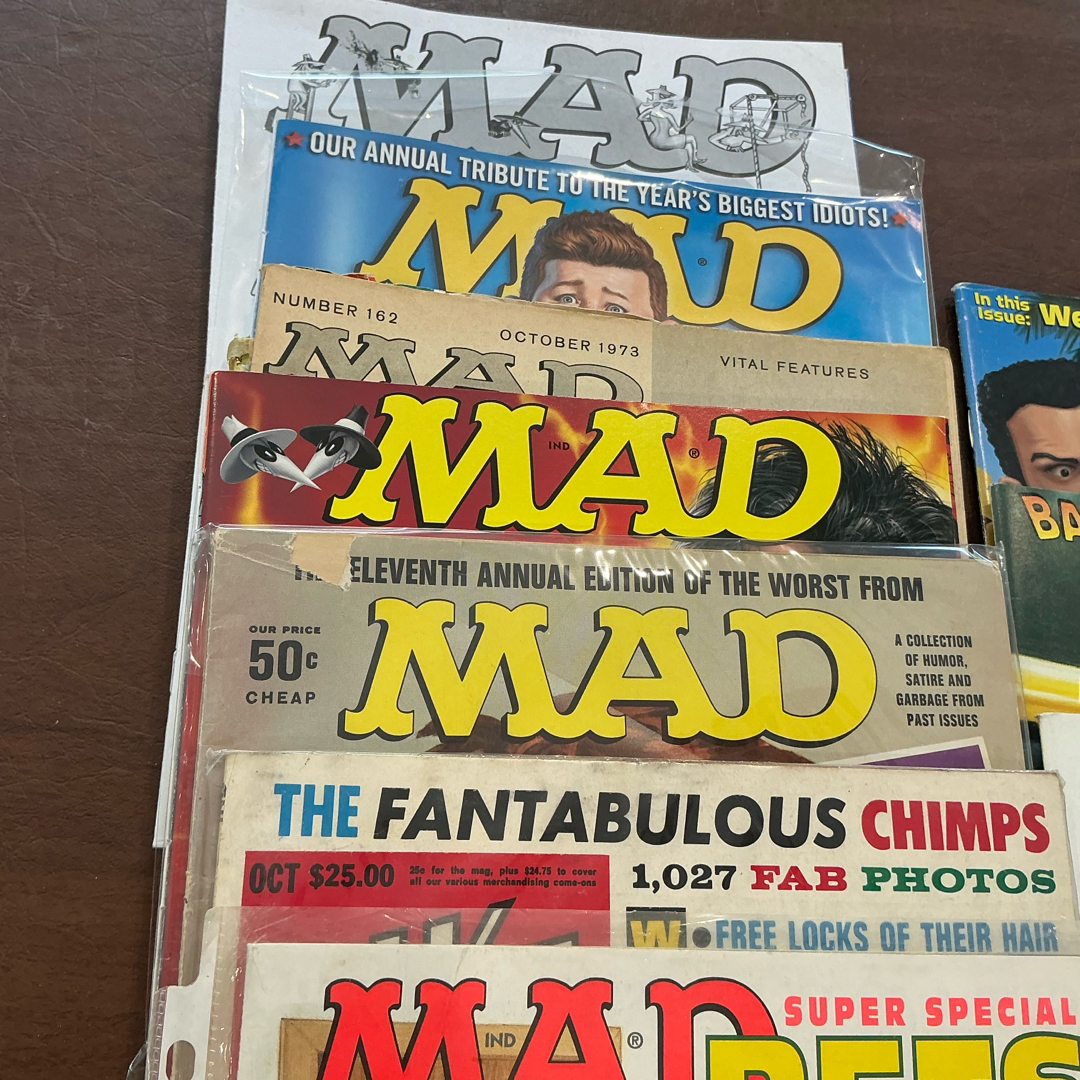 MAD
OUR ANNUAL TRIBUTE TO THE YEAR'S BIGGEST IDIOTS!
MAD ®
NUMBER 162
OCTOBER 1973
VITAL FEATURES
MAD
In this
Issue:
MAD
IND
®
THE ELEVENTH ANNUAL EDITION OF THE WORST FROM
MAD
OUR PRICE
50c
CHEAP
A COLLECTION
OF HUMOR,
SATIRE AND
GARBAGE FROM
PAST ISSUES
THE FANTABULOUS CHIMPS
OCT $25.00
25c for the mag, plus $24.75 to cover
all our various merchandising come-ons
1,027 FAB PHOTOS
W • FREE LOCKS OF THEIR HAIR
MAD
IND
®
SUPER SPECIAL